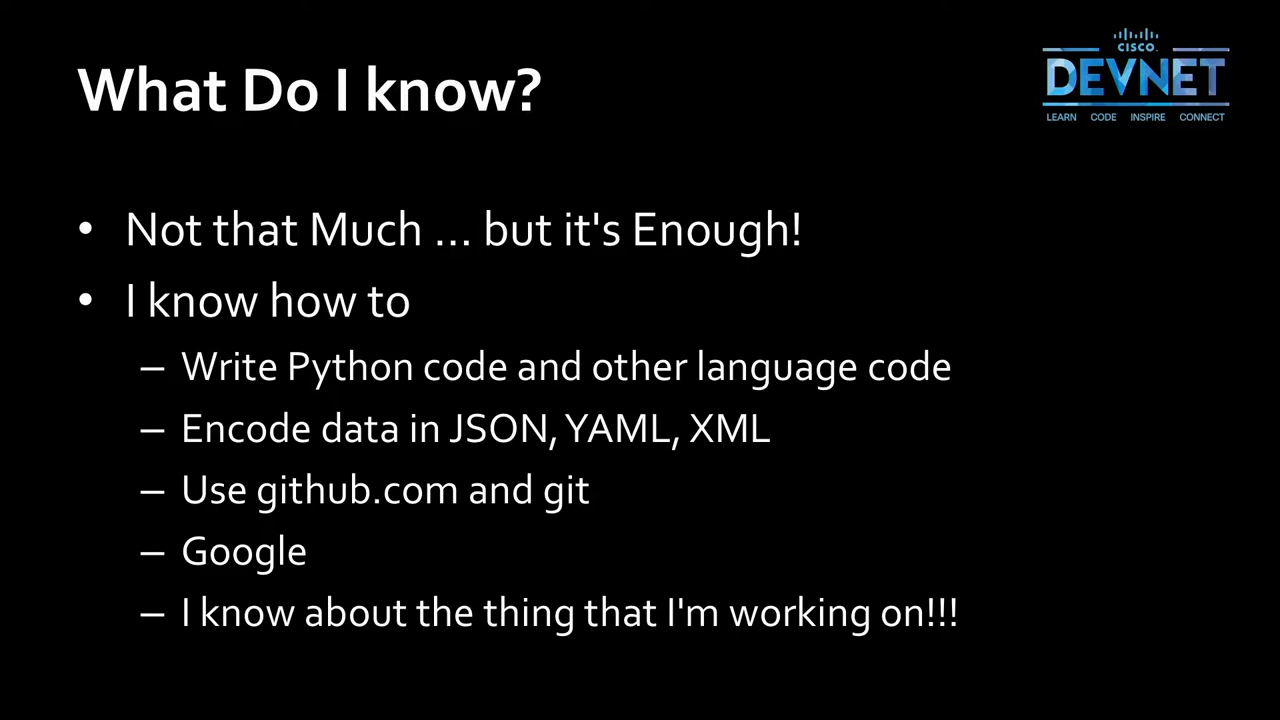 What Do I know?
CISCO
DEVNET
LEARN CODE INSPIRE CONNECT
• Not that Much ... but it's Enough!
• I know how to
– Write Python code and other language code
– Encode data in JSON, YAML, XML
– Use github.com and git
– Google
– I know about the thing that I'm working on!!!